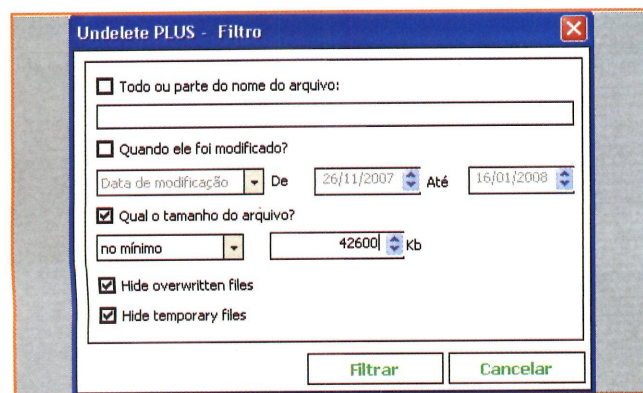 Undelete PLUS - Filtro
Todo ou parte do nome do arquivo:
Quando ele foi modificado?
Data de modificação De 26/11/2007 Até 16/01/2008
Qual o tamanho do arquivo?
no mínimo 42600 Kb
Hide overwritten files
Hide temporary files
Filtrar Cancelar